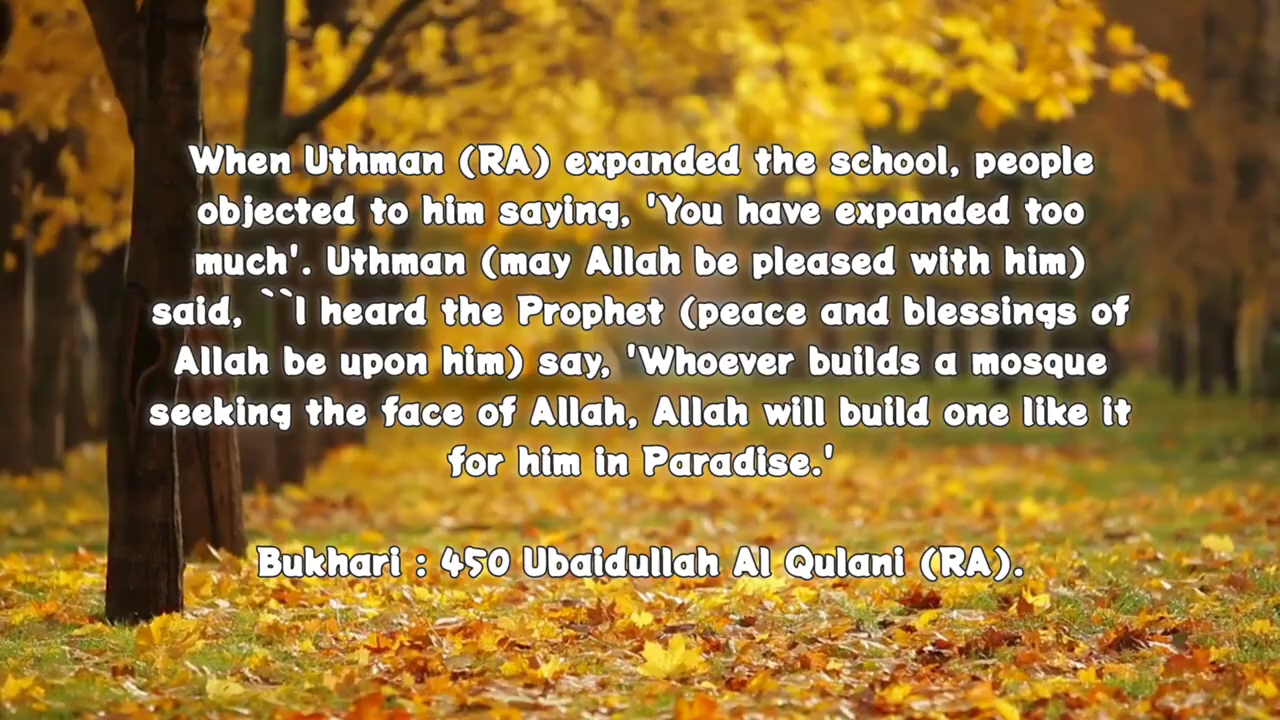 When Uthman (RA) expanded the school, people
objected to him saying, 'You have expanded too
much'. Uthman (may Allah be pleased with him)
said, ``I heard the Prophet (peace and blessings of
Allah be upon him) say, 'Whoever builds a mosque
seeking the face of Allah, Allah will build one like it
for him in Paradise.'
Bukhari : 450 Ubaidullah Al Qulani (RA).